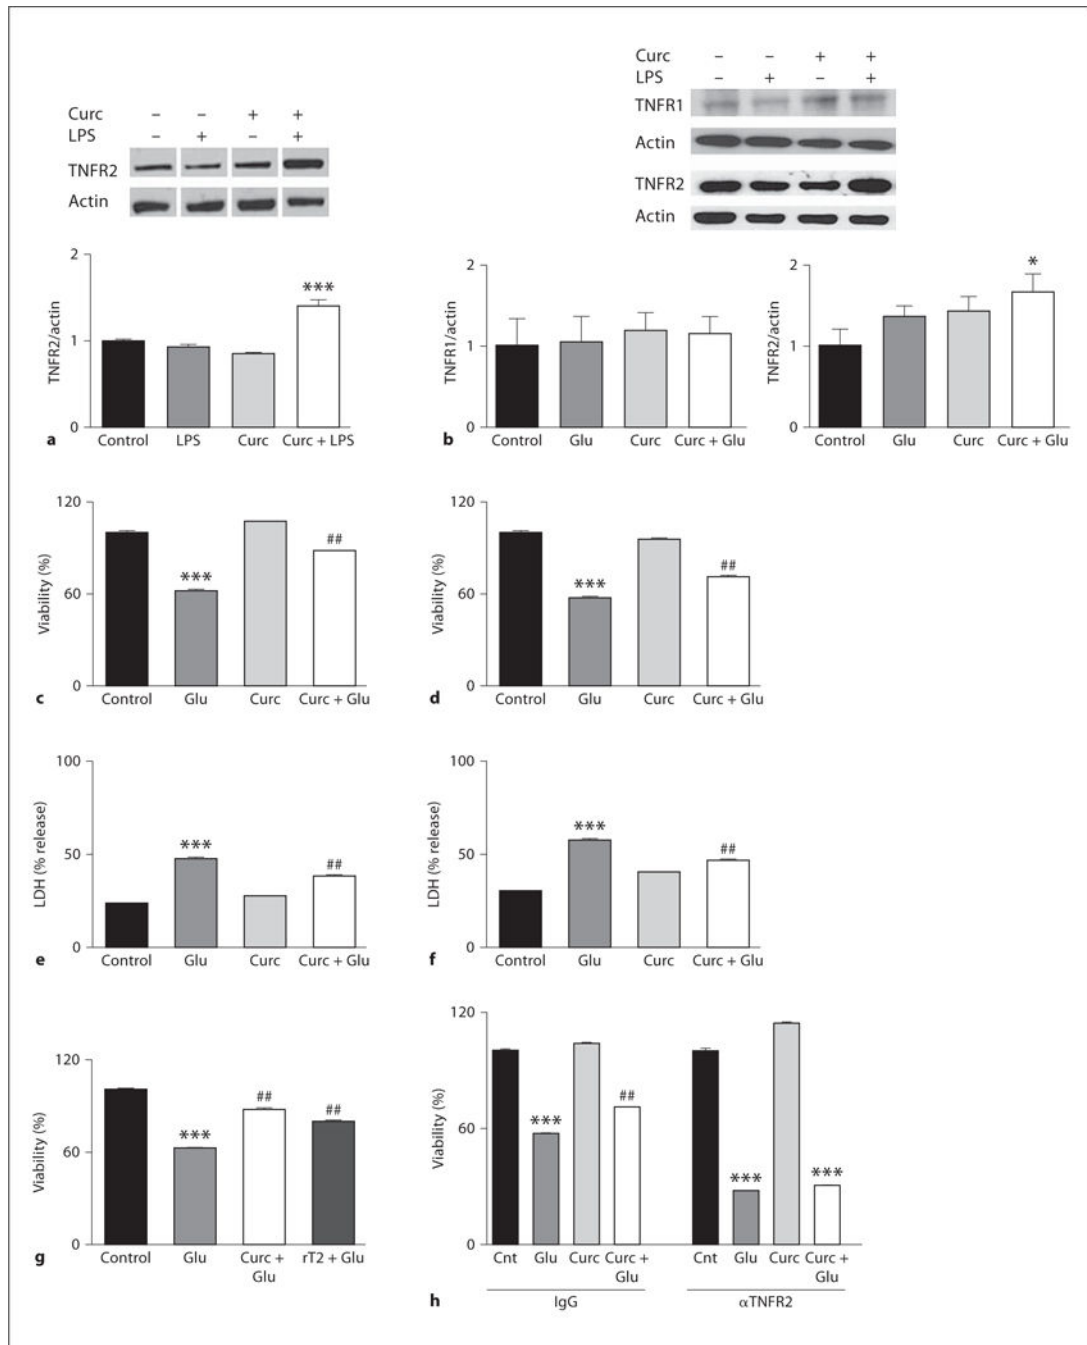 Curc – – + +
LPS – + – +
TNFR2
Actin
2
1
0
TNFR2/actin
***
Control LPS Curc Curc + LPS
a
Curc – – + +
LPS – + – +
TNFR1
Actin
TNFR2
Actin
2
1
0
TNFR1/actin
Control Glu Curc Curc + Glu
b
2
1
0
TNFR2/actin
*
Control Glu Curc Curc + Glu
120
60
0
Viability (%)
***
##
Control Glu Curc Curc + Glu
c
120
60
0
Viability (%)
***
##
Control Glu Curc Curc + Glu
d
100
50
0
LDH (% release)
***
##
Control Glu Curc Curc + Glu
e
100
50
0
LDH (% release)
***
##
Control Glu Curc Curc + Glu
f
120
60
0
Viability (%)
***
##
##
Control Glu Curc + rT2 + Glu
Glu
g
120
60
0
Viability (%)
***
##
***
***
Cnt Glu Curc Curc + Cnt Glu Curc Curc +
Glu Glu
IgG αTNFR2
h